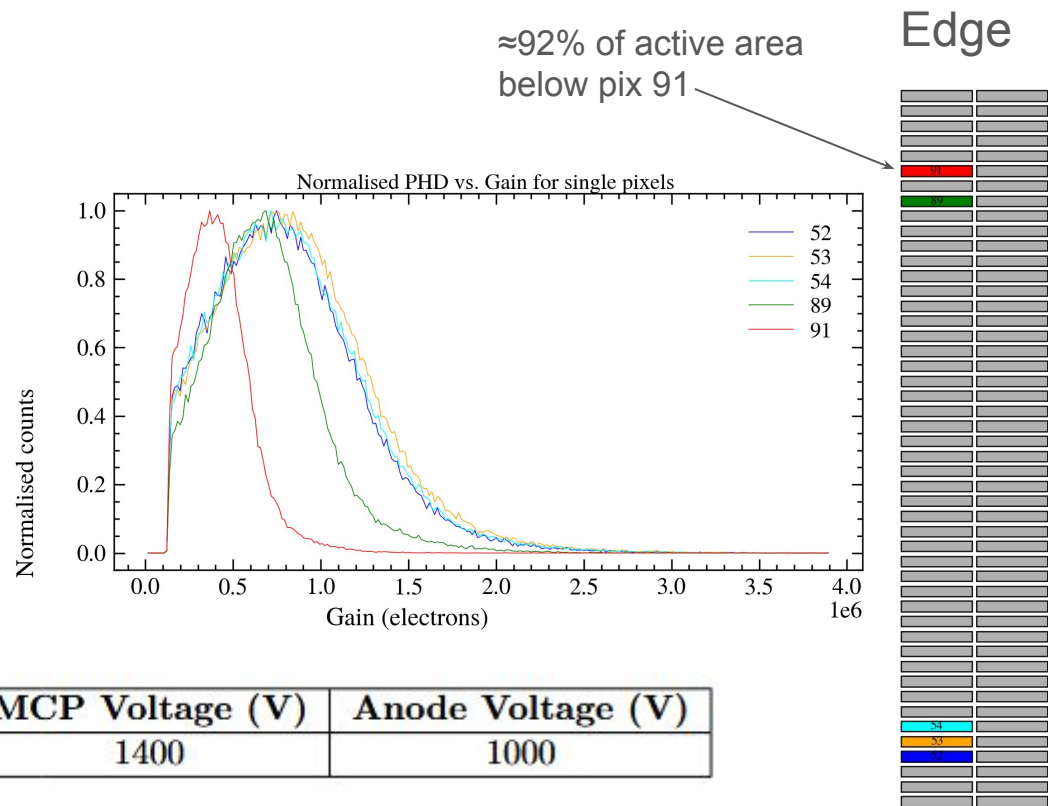 Edge
≈92% of active area
below pix 91
91
89
Normalised PHD vs. Gain for single pixels
1.0
0.8
0.6
0.4
0.2
0.0
Normalised counts
52
53
54
89
91
0.0 0.5 1.0 1.5 2.0 2.5 3.0 3.5 4.0
1e6
Gain (electrons)
MCP Voltage (V) Anode Voltage (V)
1400 1000
54
53
52